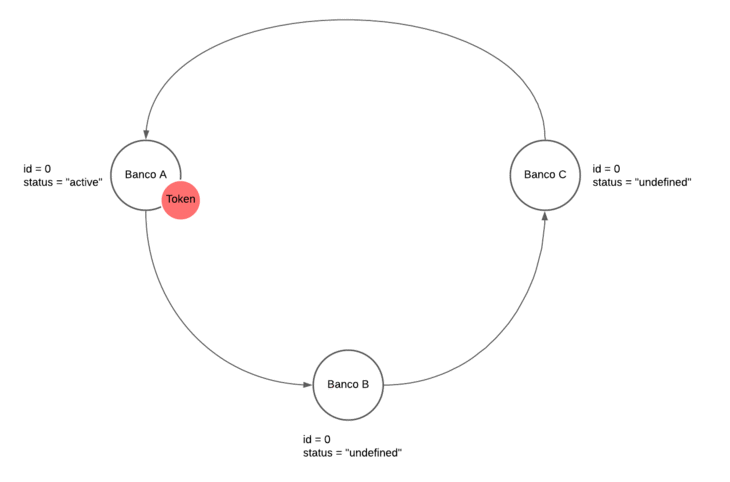 id = 0
status = "active"
Banco A
Token
Banco C
id = 0
status = "undefined"
Banco B
id = 0
status = "undefined"